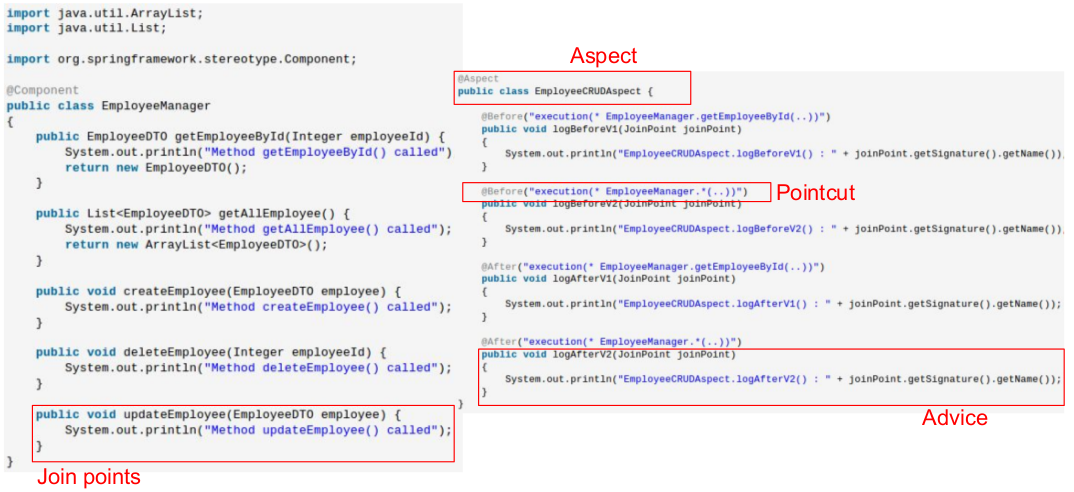 import java.util.ArrayList;
import java.util.List;
import org.springframework.stereotype.Component;
@Component
public class EmployeeManager
{
public EmployeeDTO getEmployeeById(Integer employeeId) {
System.out.println("Method getEmployeeById() called")
return new EmployeeDTO();
}
public List<EmployeeDTO> getAllEmployee() {
System.out.println("Method getAllEmployee() called");
return new ArrayList<EmployeeDTO>();
}
public void createEmployee(EmployeeDTO employee) {
System.out.println("Method createEmployee() called");
}
public void deleteEmployee(Integer employeeId) {
System.out.println("Method deleteEmployee() called");
}
public void updateEmployee(EmployeeDTO employee) {
System.out.println("Method updateEmployee() called");
}
}
Join points
Aspect
@Aspect
public class EmployeeCRUDAspect {
@Before("execution(* EmployeeManager.getEmployeeById(..))")
public void logBeforeV1(JoinPoint joinPoint)
{
System.out.println("EmployeeCRUDAspect.logBeforeV1() : " + joinPoint.getSignature().getName());
}
@Before("execution(* EmployeeManager.*(..))")
Pointcut
public void logBeforeV2(JoinPoint joinPoint)
{
System.out.println("EmployeeCRUDAspect.logBeforeV2() : " + joinPoint.getSignature().getName());
}
@After("execution(* EmployeeManager.getEmployeeById(..))")
public void logAfterV1(JoinPoint joinPoint)
{
System.out.println("EmployeeCRUDAspect.logAfterV1() : " + joinPoint.getSignature().getName());
}
@After("execution(* EmployeeManager.*(..))")
public void logAfterV2(JoinPoint joinPoint)
{
System.out.println("EmployeeCRUDAspect.logAfterV2() : " + joinPoint.getSignature().getName());
}
}
Advice